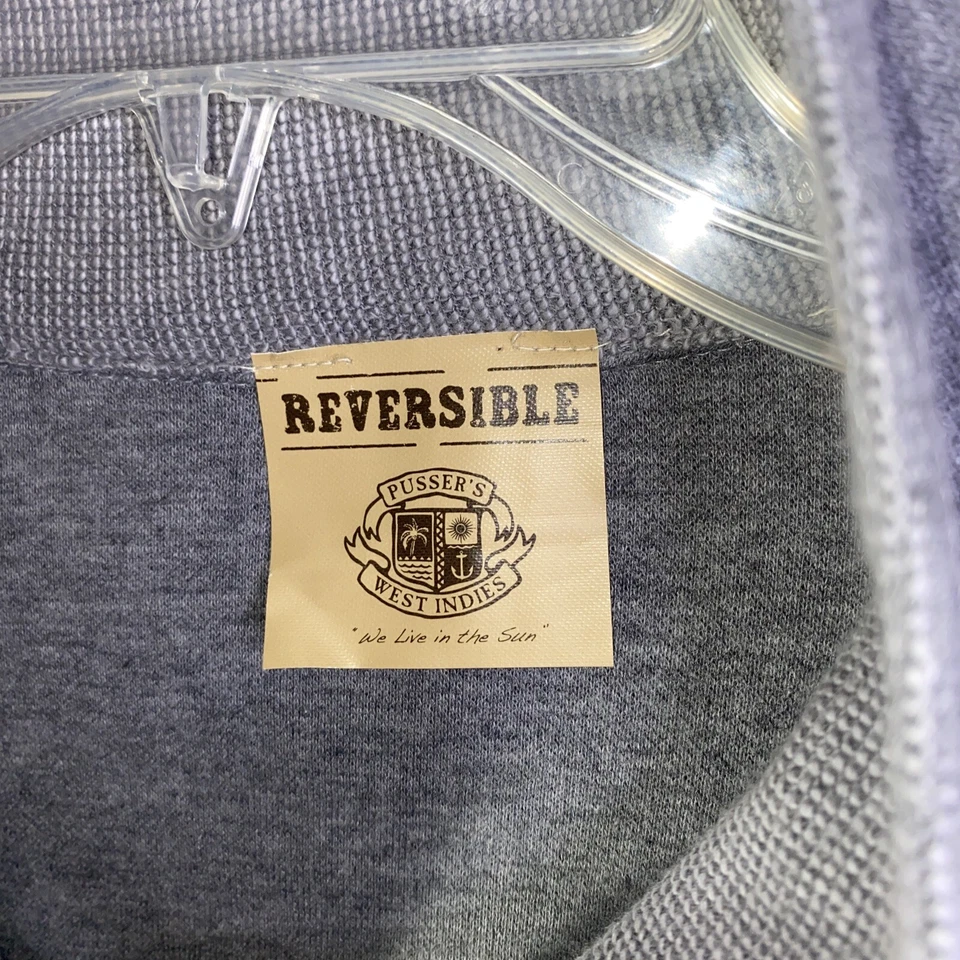 REVERSIBLE
PUSSER'S
WEST INDIES
"We Live in the Sun"